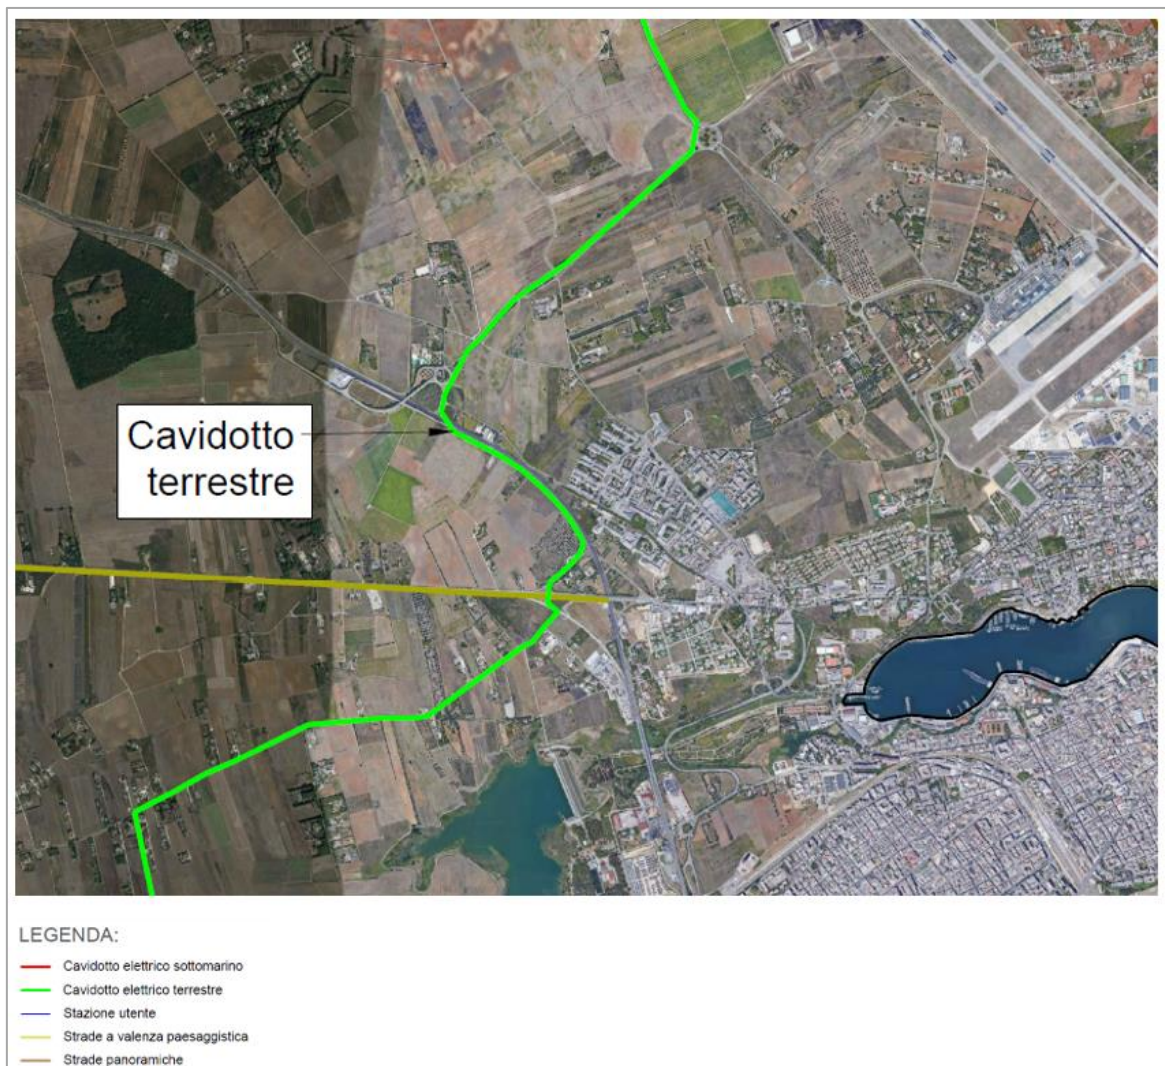 Cavidotto
terrestre
LEGENDA:
Cavidotto elettrico sottomarino
Cavidotto elettrico terrestre
Stazione utente
Strade a valenza paesaggistica
Strade panoramiche